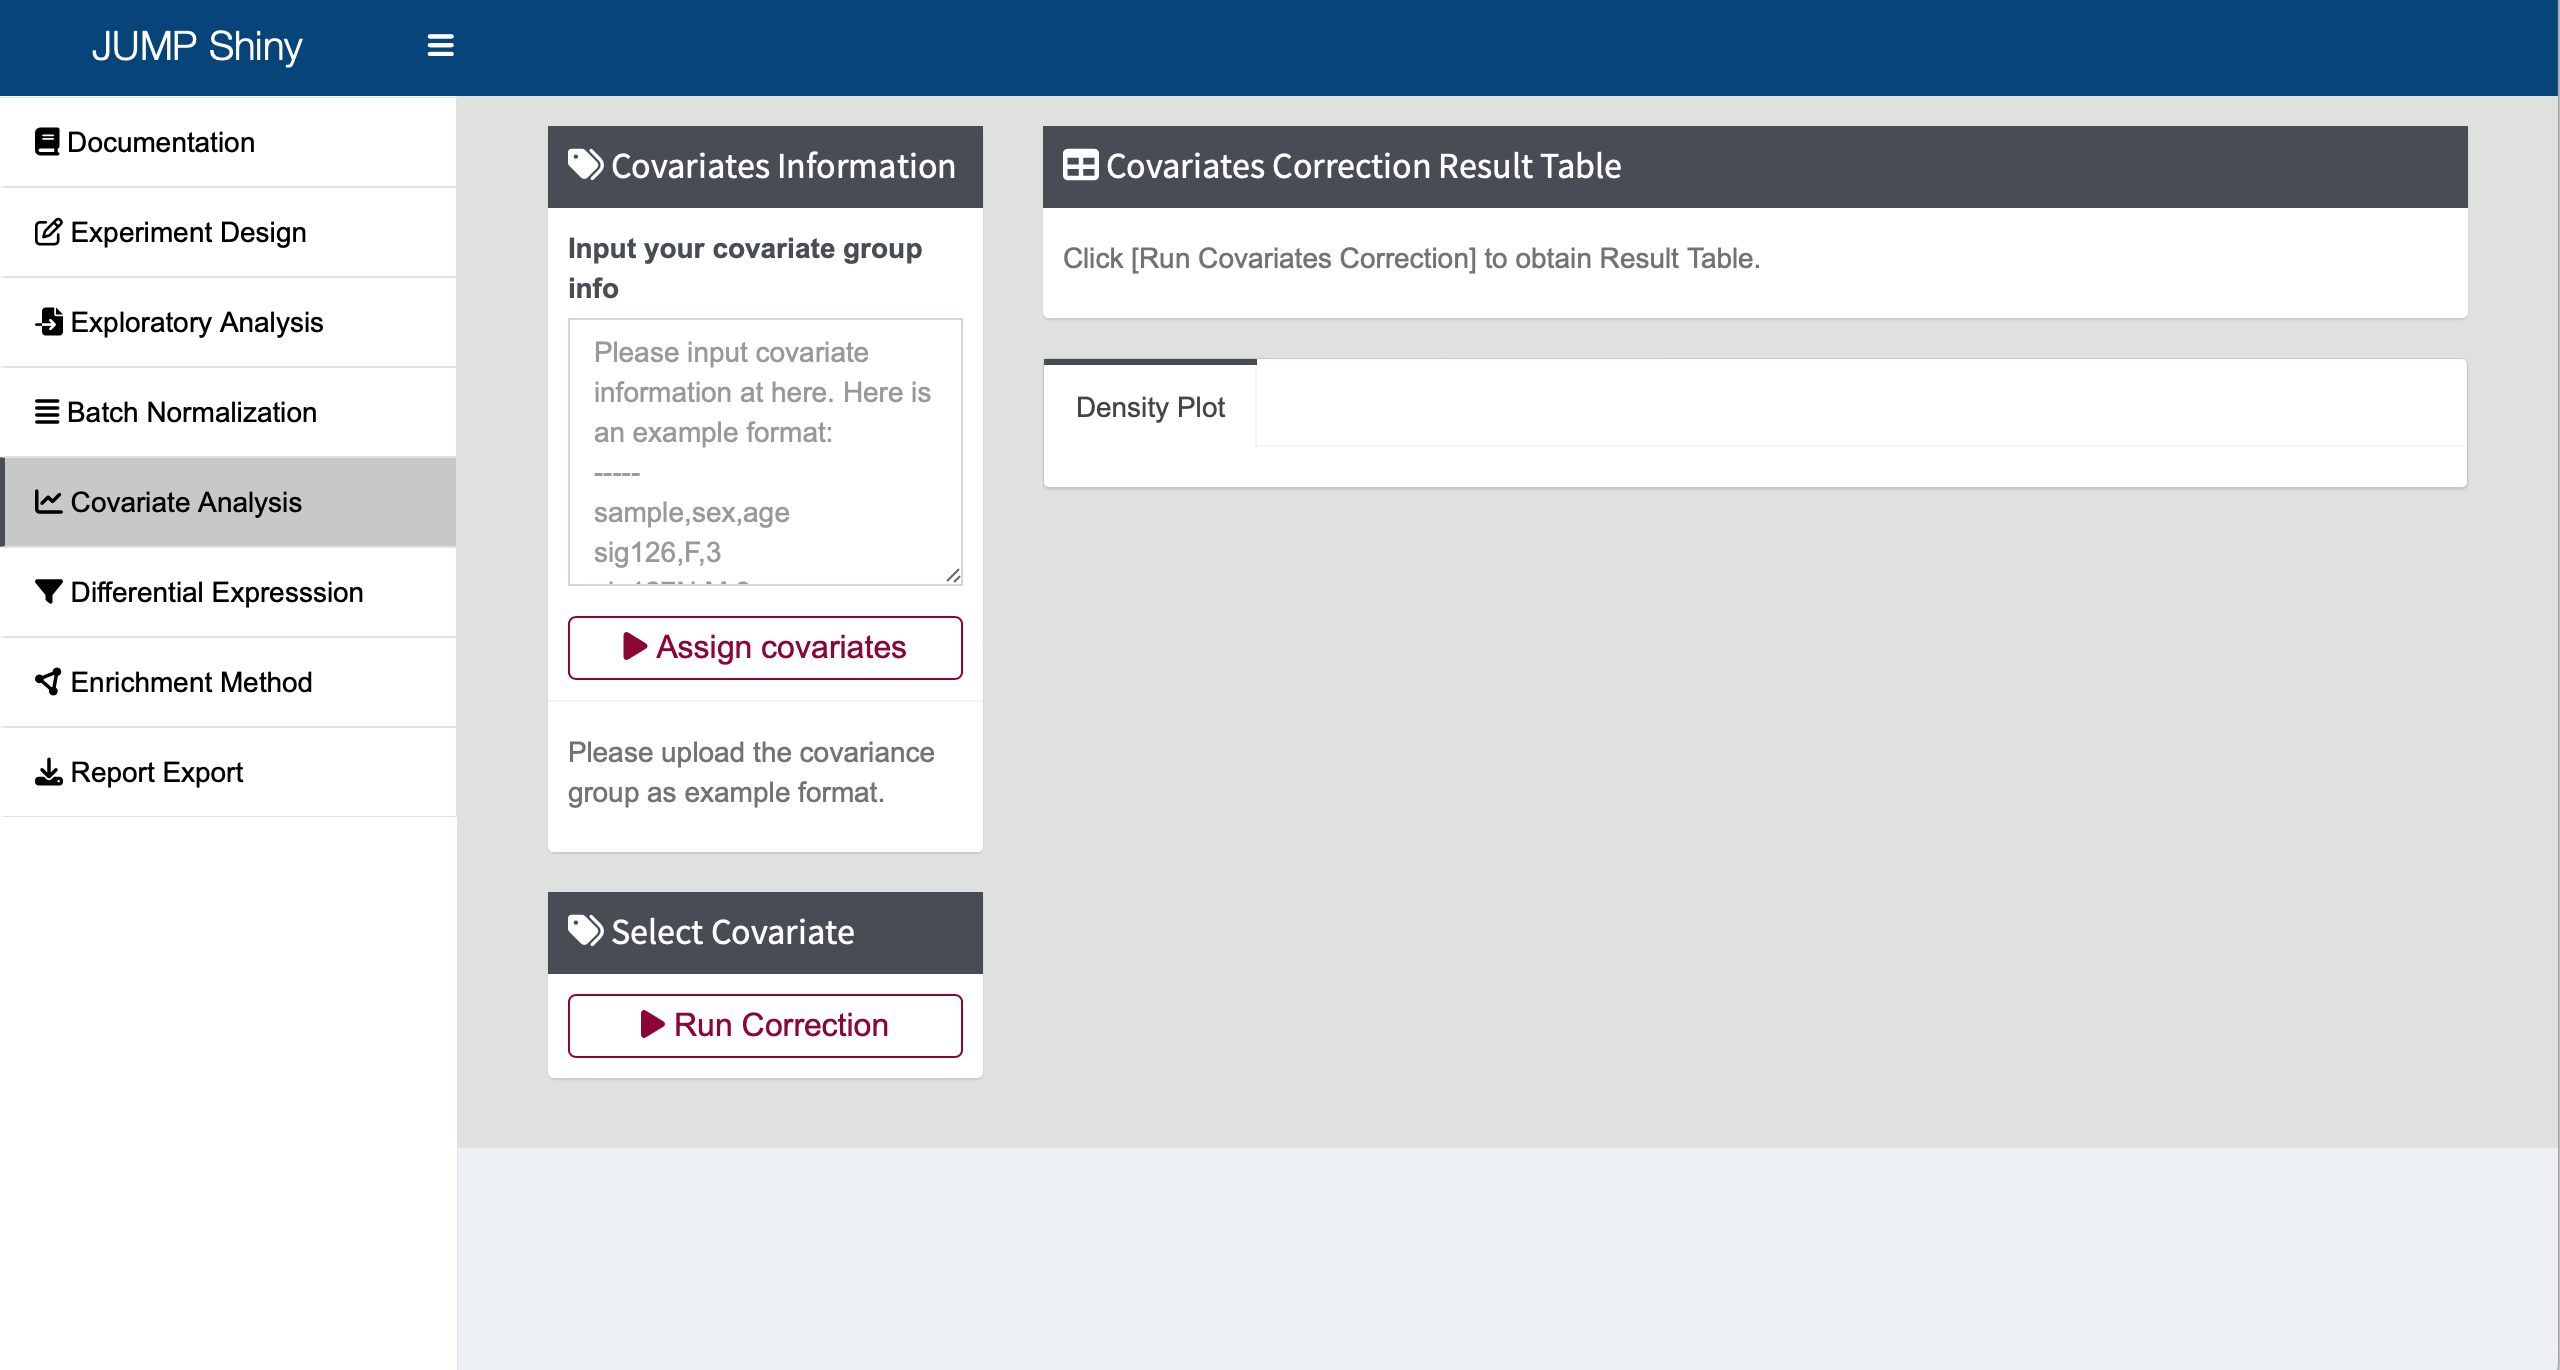 JUMP Shiny
Documentation
Experiment Design
Exploratory Analysis
Batch Normalization
Covariate Analysis
Differential Expresssion
Enrichment Method
Report Export
Covariates Information
Input your covariate group
info
Please input covariate
information at here. Here is
an example format:
-----
sample,sex,age
sig126,F,3
Assign covariates
Please upload the covariance
group as example format.
Select Covariate
Run Correction
Covariates Correction Result Table
Click [Run Covariates Correction] to obtain Result Table.
Density Plot